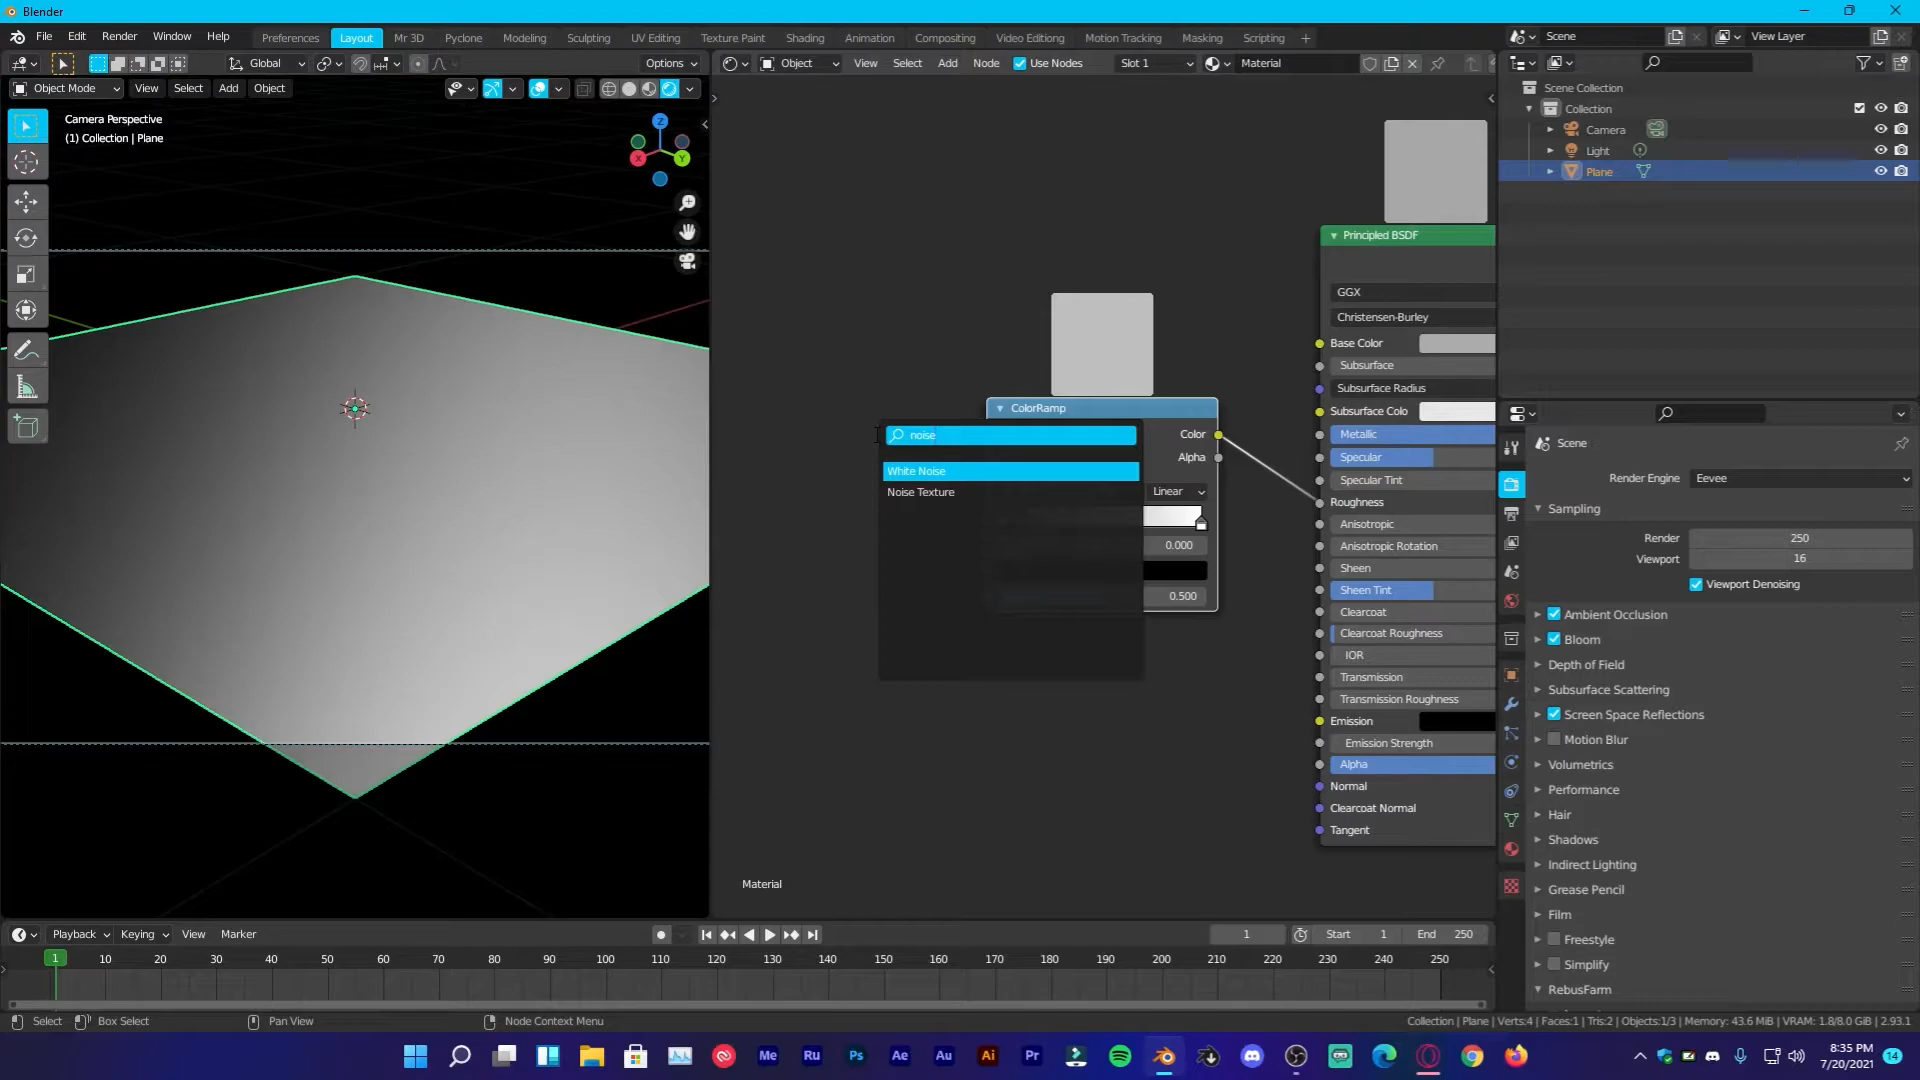 Blender
File Edit Render Window Help
Preferences Layout Mr 3D Pyclone Modeling Sculpting UV Editing Texture Paint Shading Animation Compositing Video Editiong Motion Tracking Masking Scripting +
Scene View Layer
Global Options
Object View Select Add Node Use Nodes Slot 1 Material
Object Mode View Select Add Object
Camera Perspective
(1) Collection | Plane
Z
X Y
Scene Collection
Collection
Camera
Light
Plane
Principled BSDF
GGX
Christensen-Burley
Base Color
Subsurface
Subsurface Radius
Subsurface Colo
Metallic
Specular
Specular Tint
Roughness
Anisotropic
Anisotropic Rotation
Sheen
Sheen Tint
Clearcoat
Clearcoat Roughness
IOR
Transmission
Transmission Roughness
Emission
Emission Strength
Alpha
Normal
Clearcoat Normal
Tangent
ColorRamp
noise
White Noise
Noise Texture
Color
Alpha
Linear
0.000
0.500
Material
Scene
Render Engine Eevee
Sampling
Render 250
Viewport 16
Viewport Denoising
Ambient Occlusion
Bloom
Depth of Field
Subsurface Scattering
Screen Space Reflections
Motion Blur
Volumetrics
Performance
Hair
Shadows
Indirect Lighting
Grease Pencil
Film
Freestyle
Simplify
RebusFarm
Playback Keying View Marker
1 Start 1 End 250
1 10 20 30 40 50 60 70 80 90 100 110 120 130 140 150 160 170 180 190 200 210 220 230 240 250
Select Box Select Pan View Node Context Menu
Collection | Plane | Verts:4 | Faces:1 | Tris:2 | Objects:1/3 | Memory: 43.6 MiB | VRAM: 1.8/8.0 GiB | 2.93.1
Me Ru Ps Ae Au Ai Pr
8:35 PM
7/20/2021
14